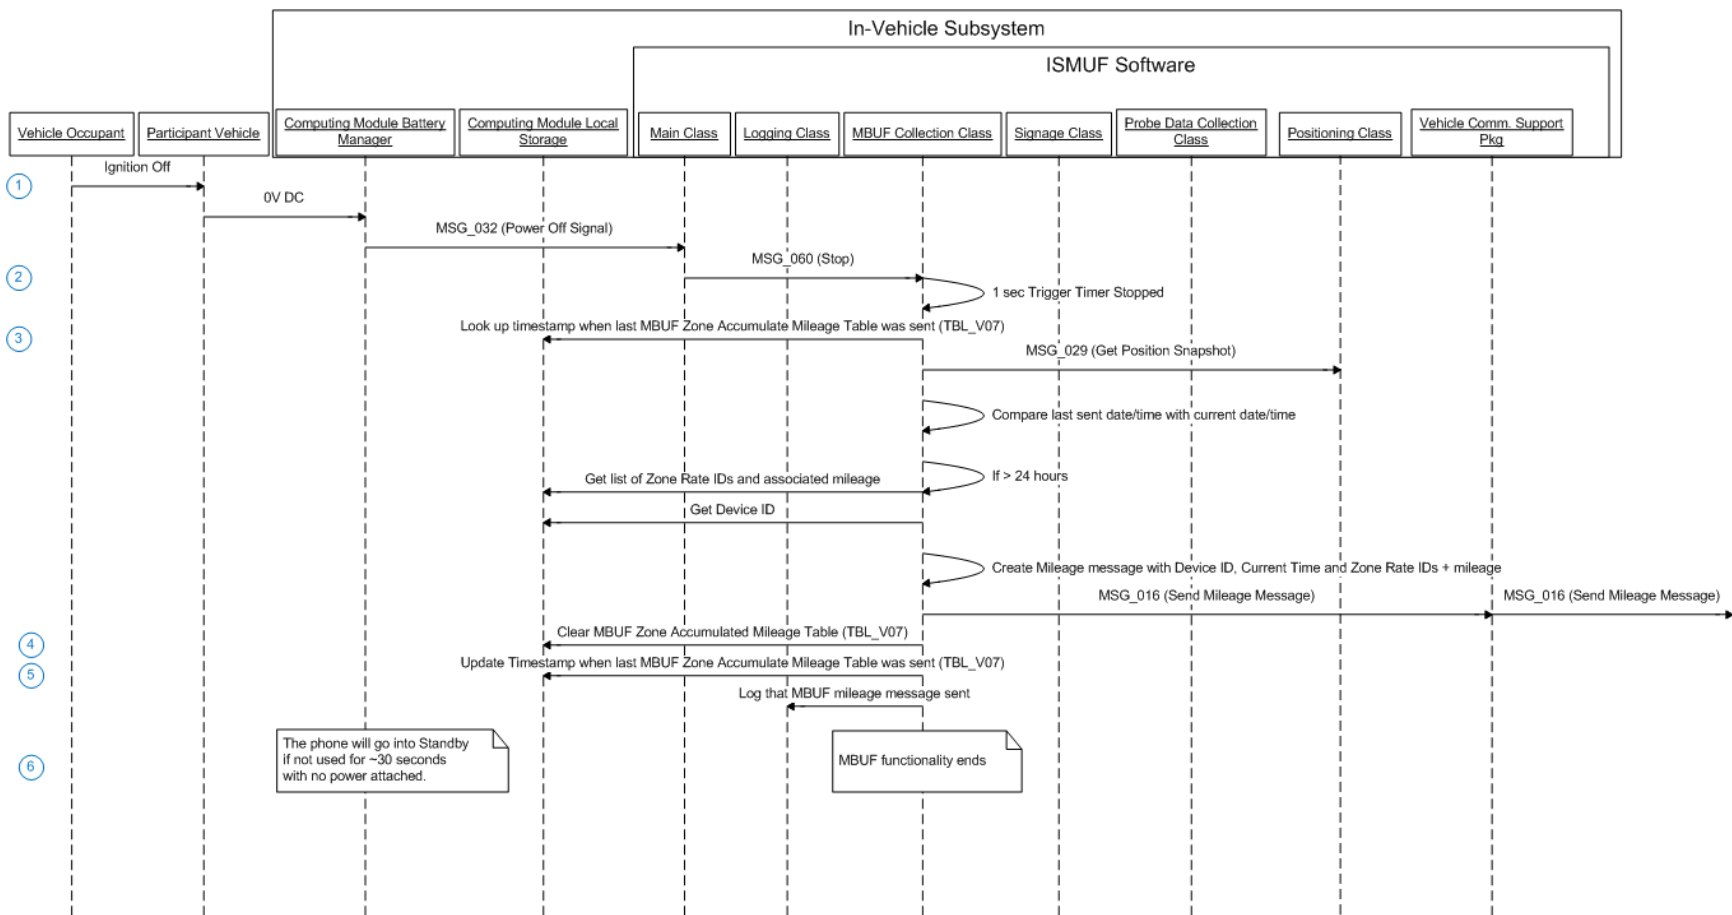 In-Vehicle Subsystem
ISMUF Software
Vehicle Occupant
Participant Vehicle
Computing Module Battery
Manager
Computing Module Local
Storage
Main Class
Logging Class
MBUF Collection Class
Signage Class
Probe Data Collection
Class
Positioning Class
Vehicle Comm. Support
Pkg
Ignition Off
1
0V DC
MSG_032 (Power Off Signal)
MSG_060 (Stop)
2
1 sec Trigger Timer Stopped
Look up timestamp when last MBUF Zone Accumulate Mileage Table was sent (TBL_V07)
3
MSG_029 (Get Position Snapshot)
Compare last sent date/time with current date/time
If > 24 hours
Get list of Zone Rate IDs and associated mileage
Get Device ID
Create Mileage message with Device ID, Current Time and Zone Rate IDs + mileage
MSG_016 (Send Mileage Message)
MSG_016 (Send Mileage Message)
Clear MBUF Zone Accumulated Mileage Table (TBL_V07)
4
Update Timestamp when last MBUF Zone Accumulate Mileage Table was sent (TBL_V07)
5
Log that MBUF mileage message sent
The phone will go into Standby
if not used for ~30 seconds
with no power attached.
MBUF functionality ends
6